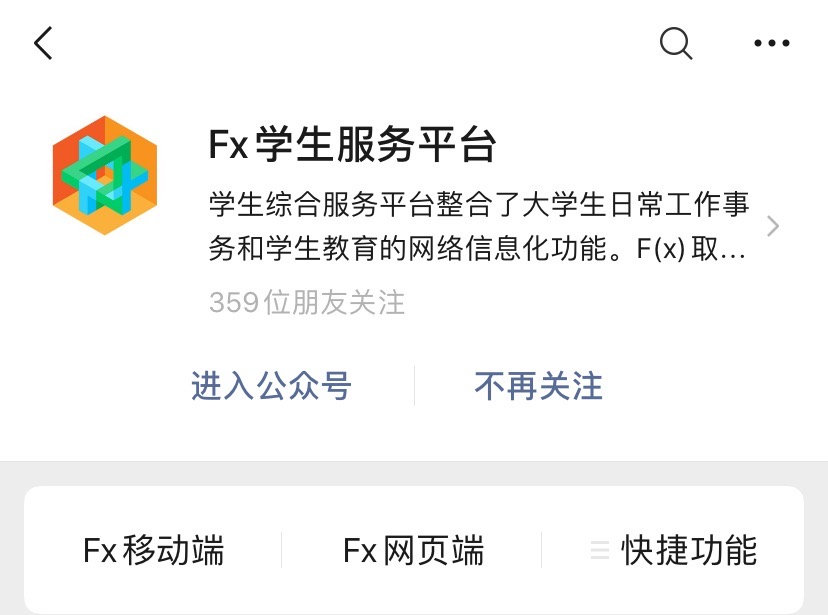 Fx学生服务平台
学生综合服务平台整合了大学生日常工作事
务和学生教育的网络信息化功能。F(x)取...
359位朋友关注
进入公众号 不再关注
Fx移动端 Fx网页端 快捷功能